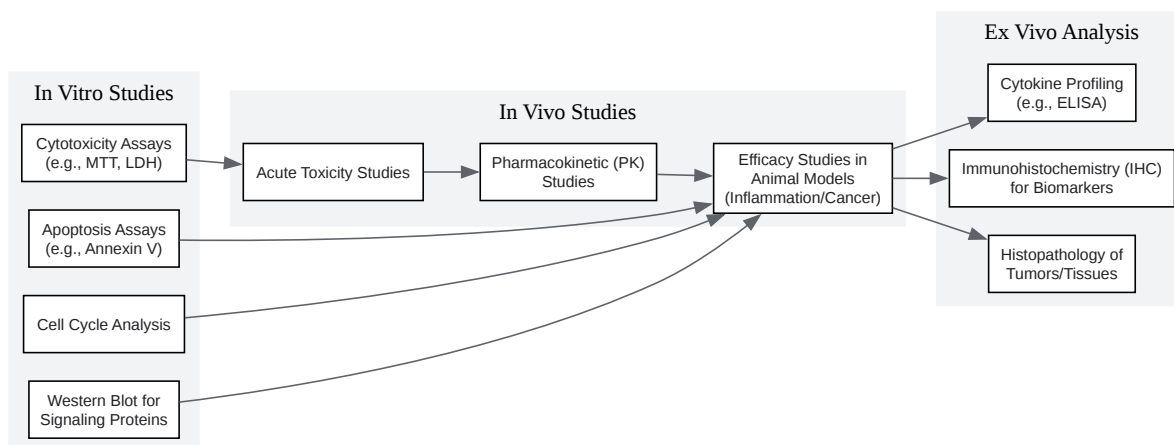 In Vitro Studies
Cytotoxicity Assays
(e.g., MTT, LDH)
Apoptosis Assays
(e.g., Annexin V)
Cell Cycle Analysis
Western Blot for
Signaling Proteins
In Vivo Studies
Acute Toxicity Studies
Pharmacokinetic (PK)
Studies
Efficacy Studies in
Animal Models
(Inflammation/Cancer)
Ex Vivo Analysis
Cytokine Profiling
(e.g., ELISA)
Immunohistochemistry (IHC)
for Biomarkers
Histopathology of
Tumors/Tissues